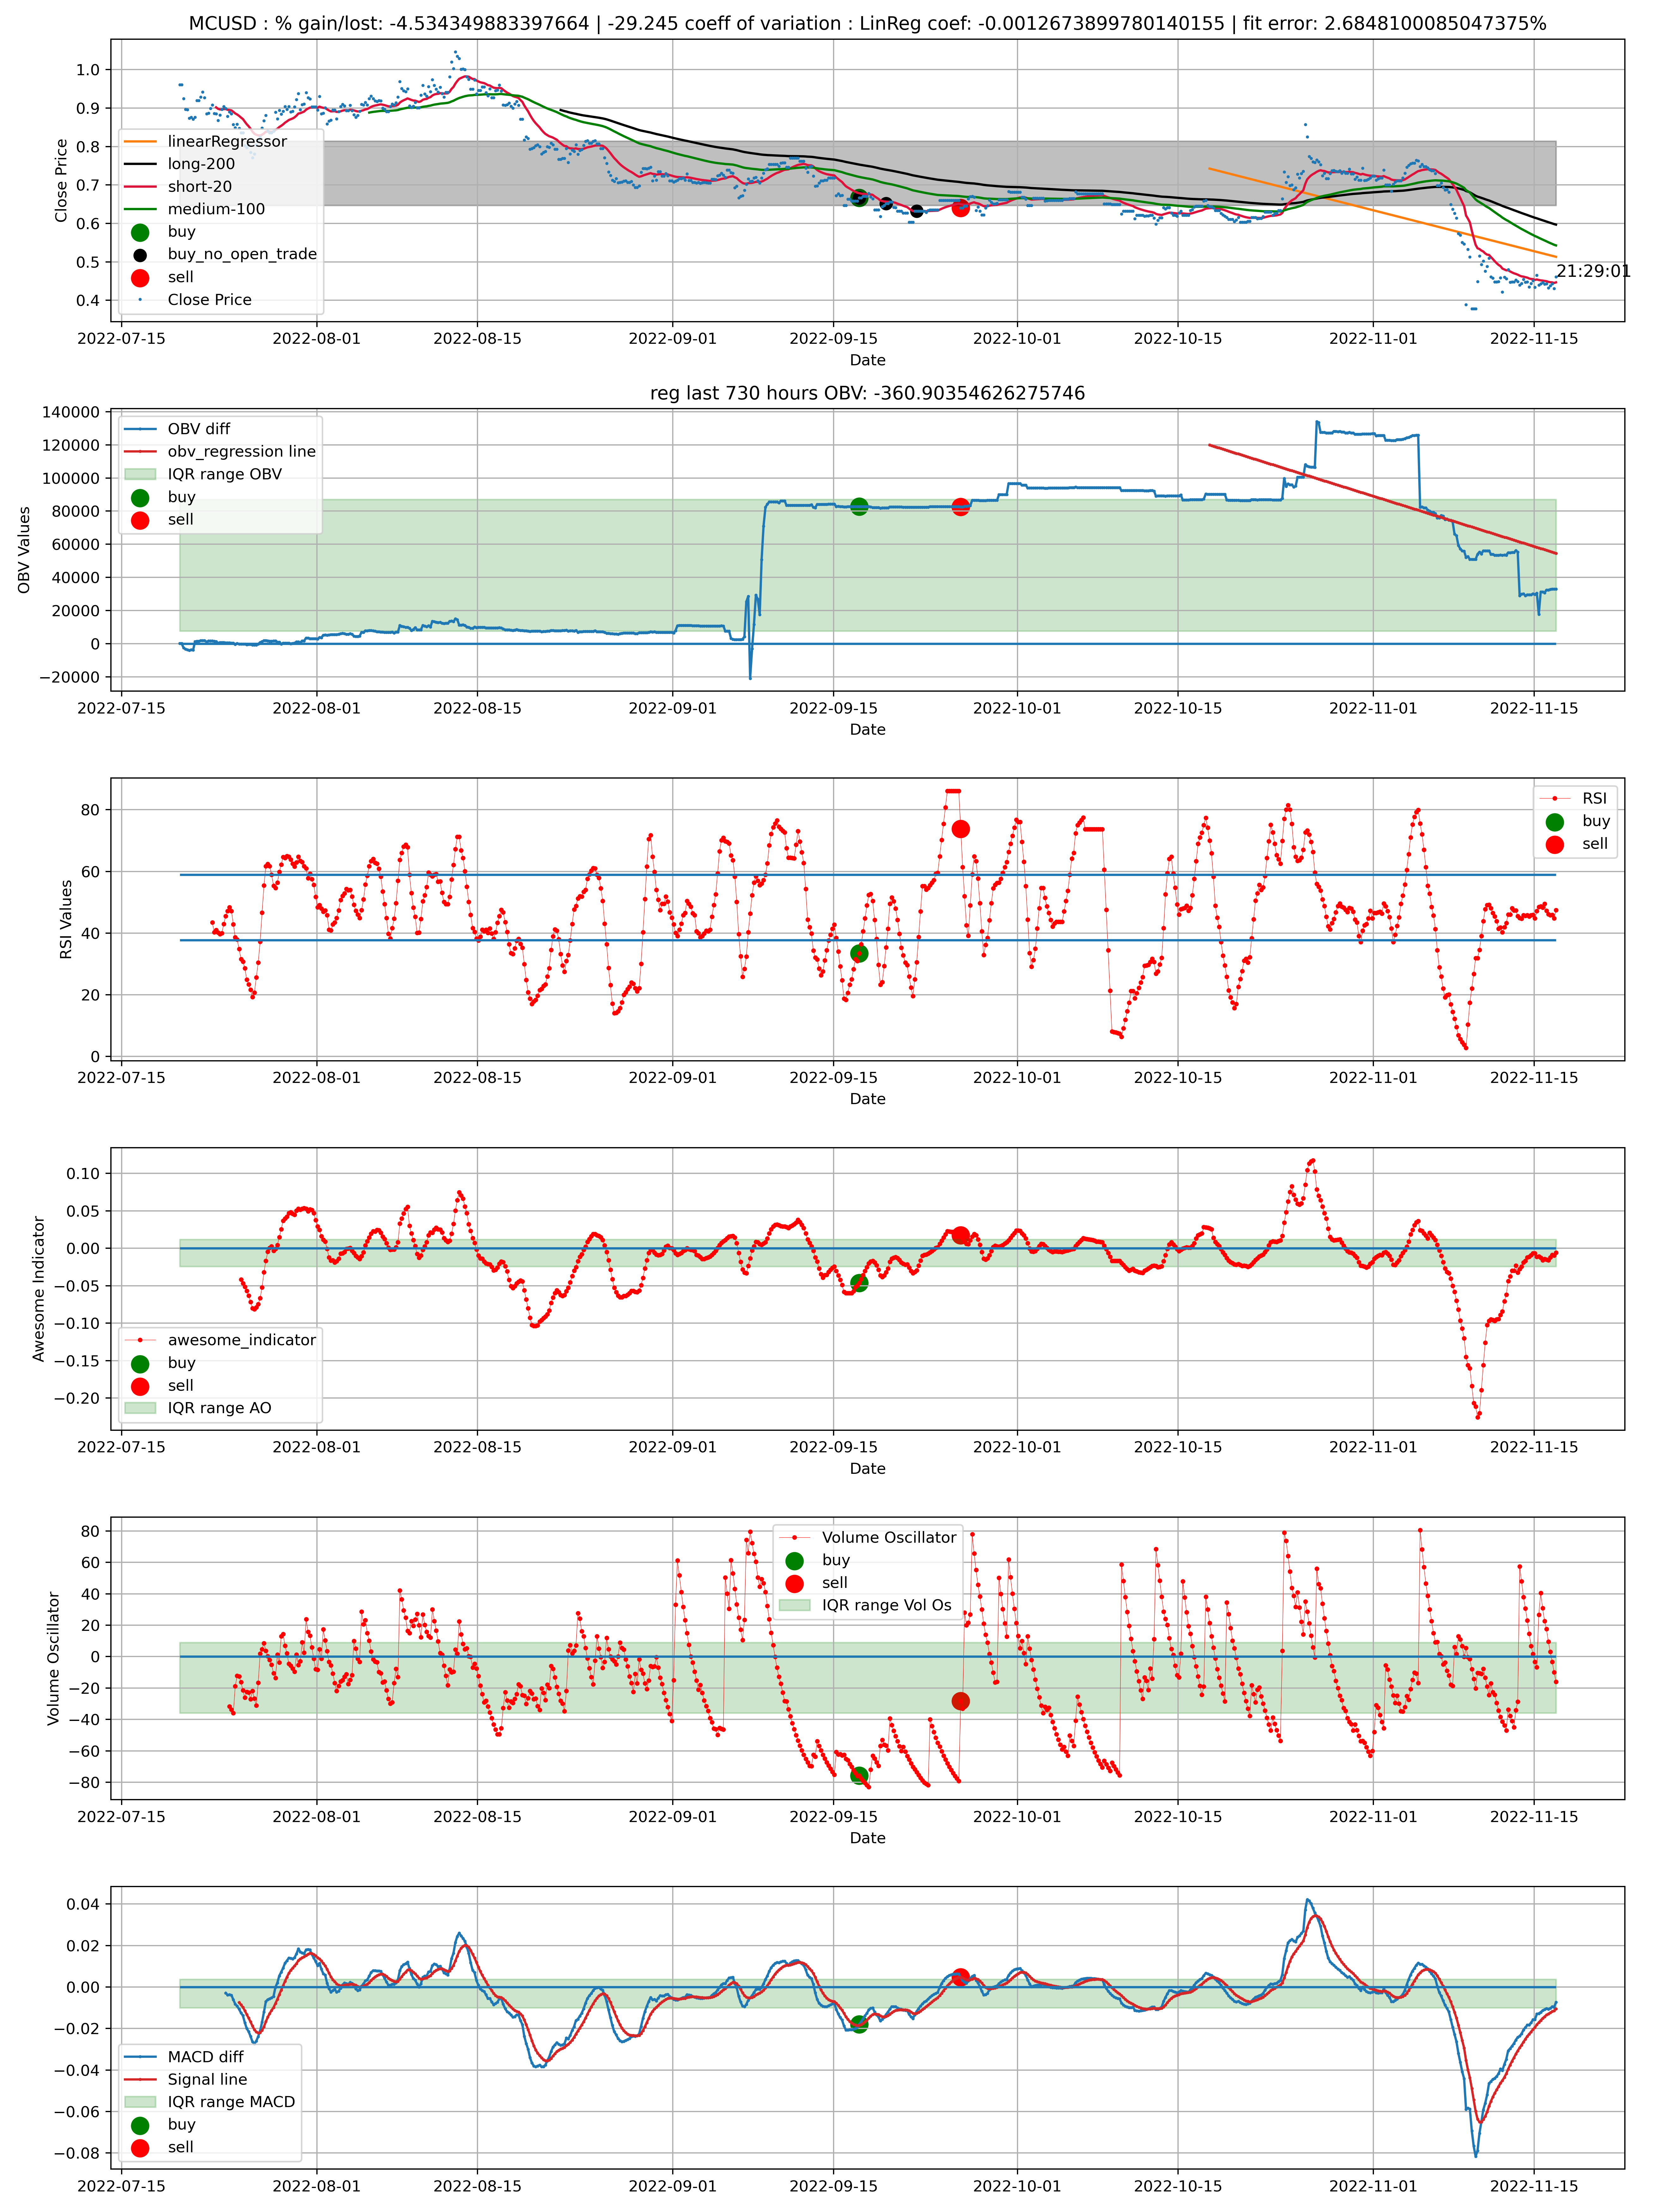 MCUSD : % gain/lost: -4.534349883397664 | -29.245 coeff of variation : LinReg coef: -0.0012673899780140155 | fit error: 2.6848100085047375%
1.0
0.9
0.8
0.7
0.6
0.5
0.4
Close Price
linearRegressor
long-200
short-20
medium-100
buy
buy_no_open_trade
sell
Close Price
21:29:01
2022-07-15 2022-08-01 2022-08-15 2022-09-01 2022-09-15 2022-10-01 2022-10-15 2022-11-01 2022-11-15
Date
reg last 730 hours OBV: -360.90354626275746
140000
120000
100000
80000
60000
40000
20000
0
−20000
OBV Values
OBV diff
obv_regression line
IQR range OBV
buy
sell
2022-07-15 2022-08-01 2022-08-15 2022-09-01 2022-09-15 2022-10-01 2022-10-15 2022-11-01 2022-11-15
Date
80
60
40
20
0
RSI Values
RSI
buy
sell
2022-07-15 2022-08-01 2022-08-15 2022-09-01 2022-09-15 2022-10-01 2022-10-15 2022-11-01 2022-11-15
Date
0.10
0.05
0.00
−0.05
−0.10
−0.15
−0.20
Awesome Indicator
awesome_indicator
buy
sell
IQR range AO
2022-07-15 2022-08-01 2022-08-15 2022-09-01 2022-09-15 2022-10-01 2022-10-15 2022-11-01 2022-11-15
Date
80
60
40
20
0
−20
−40
−60
−80
Volume Oscillator
Volume Oscillator
buy
sell
IQR range Vol Os
2022-07-15 2022-08-01 2022-08-15 2022-09-01 2022-09-15 2022-10-01 2022-10-15 2022-11-01 2022-11-15
Date
0.04
0.02
0.00
−0.02
−0.04
−0.06
−0.08
MACD diff
Signal line
IQR range MACD
buy
sell
2022-07-15 2022-08-01 2022-08-15 2022-09-01 2022-09-15 2022-10-01 2022-10-15 2022-11-01 2022-11-15